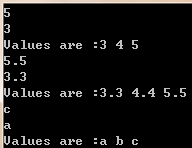 5
3
Values are :3 4 5
5.5
3.3
Values are :3.3 4.4 5.5
c
a
Values are :a b c